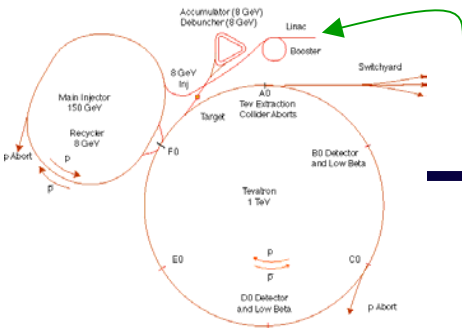 Accumulator (8 GeV)
Debuncher (8 GeV)
Linac
Booster
8 GeV
Inj
Switchyard
Main Injector
150 GeV
Recycler
8 GeV
A0
Tev Extraction
Collider Aborts
Target
F0
p Abort
p
p
B0 Detector
and Low Beta
Tevatron
1 TeV
E0
C0
p
p
D0 Detector
and Low Beta
p Abort